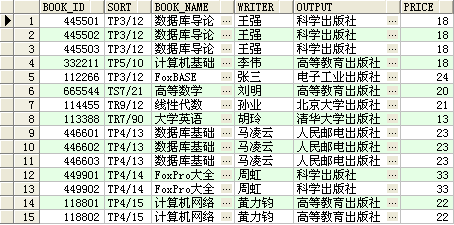 BOOK_ID SORT BOOK_NAME WRITER OUTPUT PRICE
1 445501 TP3/12 数据库导论 ... 王强 ... 科学出版社 ... 18
2 445502 TP3/12 数据库导论 ... 王强 ... 科学出版社 ... 18
3 445503 TP3/12 数据库导论 ... 王强 ... 科学出版社 ... 18
4 332211 TP5/10 计算机基础 ... 李伟 ... 高等教育出版社 ... 18
5 112266 TP3/12 FoxBASE ... 张三 ... 电子工业出版社 ... 24
6 665544 TS7/21 高等数学 ... 刘明 ... 高等教育出版社 ... 20
7 114455 TR9/12 线性代数 ... 孙业 ... 北京大学出版社 ... 21
8 113388 TR7/90 大学英语 ... 胡玲 ... 清华大学出版社 ... 13
9 446601 TP4/13 数据库基础 ... 马凌云 ... 人民邮电出版社 ... 22
10 446602 TP4/13 数据库基础 ... 马凌云 ... 人民邮电出版社 ... 22
11 446603 TP4/13 数据库基础 ... 马凌云 ... 人民邮电出版社 ... 22
12 449901 TP4/14 FoxPro大全 ... 周虹 ... 科学出版社 ... 33
13 449902 TP4/14 FoxPro大全 ... 周虹 ... 科学出版社 ... 33
14 118801 TP4/15 计算机网络 ... 黄力钧 ... 高等教育出版社 ... 22
15 118802 TP4/15 计算机网络 ... 黄力钧 ... 高等教育出版社 ... 22